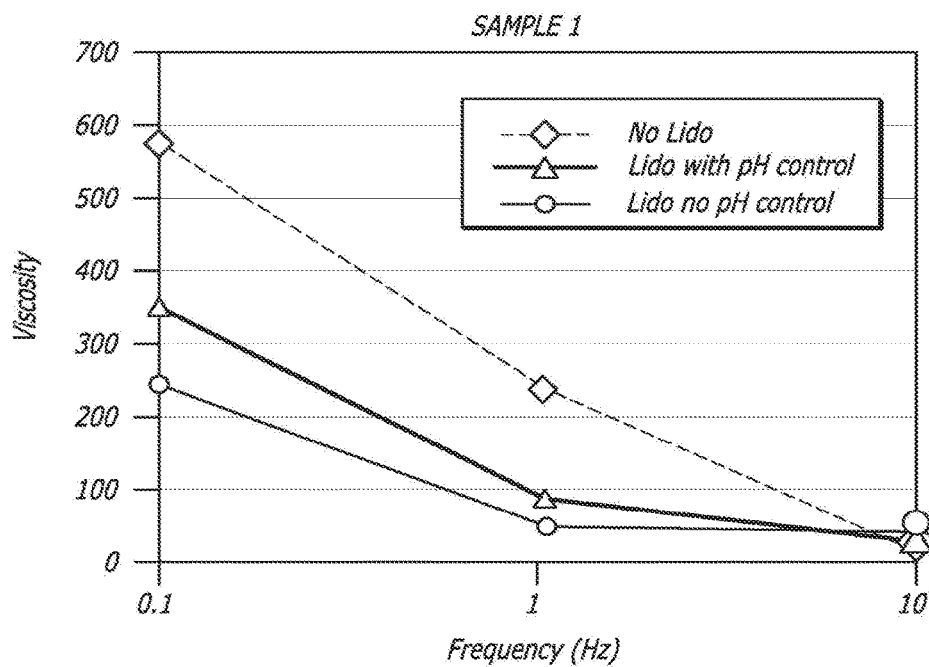 SAMPLE 1
700
600
500
400
300
200
100
0
Viscosity
No Lido
Lido with pH control
Lido no pH control
0.1
1
10
Frequency (Hz)